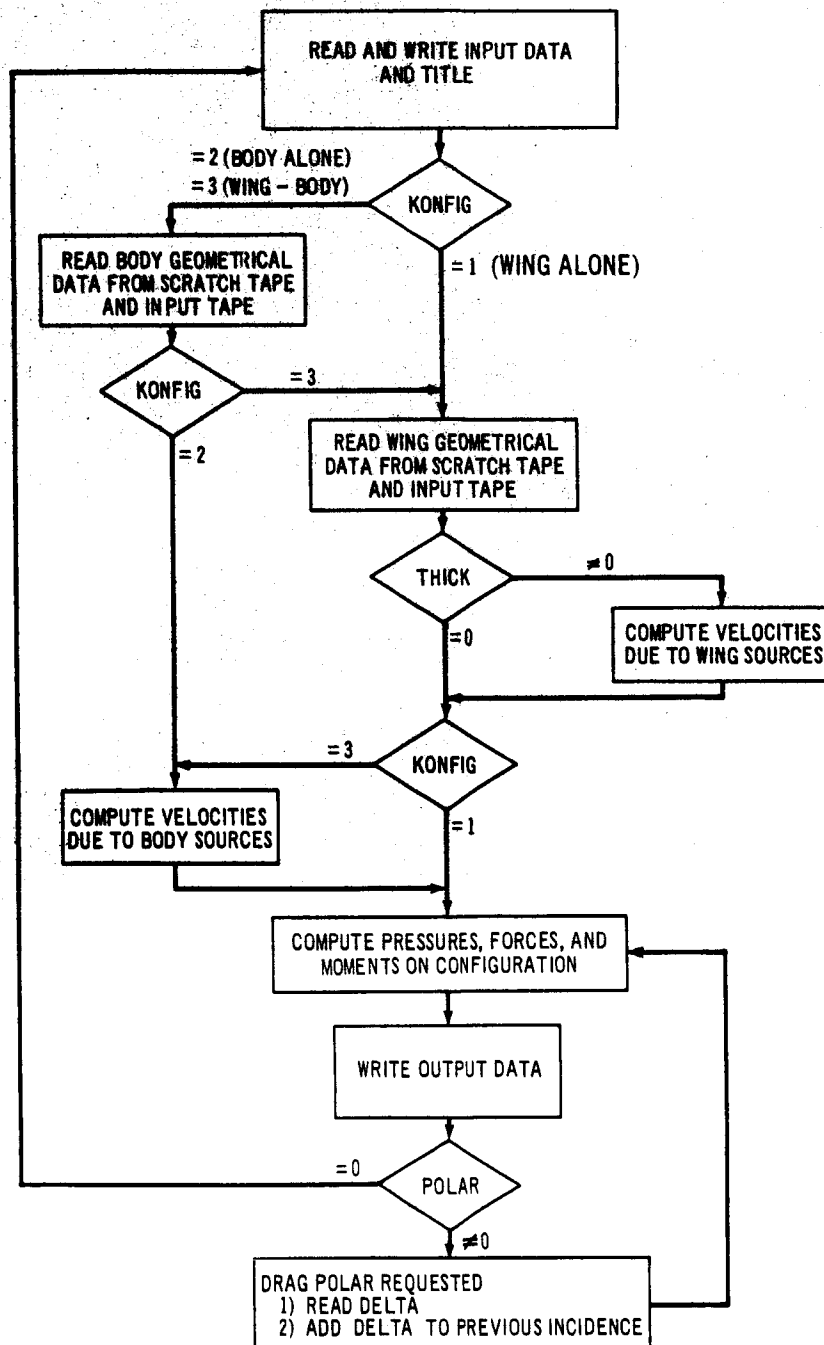 READ AND WRITE INPUT DATA
AND TITLE
=2 (BODY ALONE)
=3 (WING - BODY)
KONFIG
=1 (WING ALONE)
READ BODY GEOMETRICAL
DATA FROM SCRATCH TAPE
AND INPUT TAPE
KONFIG
=3
=2
READ WING GEOMETRICAL
DATA FROM SCRATCH TAPE
AND INPUT TAPE
THICK
≠0
=0
COMPUTE VELOCITIES
DUE TO WING SOURCES
KONFIG
=3
=1
COMPUTE VELOCITIES
DUE TO BODY SOURCES
COMPUTE PRESSURES, FORCES, AND
MOMENTS ON CONFIGURATION
WRITE OUTPUT DATA
POLAR
=0
≠0
DRAG POLAR REQUESTED
1) READ DELTA
2) ADD DELTA TO PREVIOUS INCIDENCE